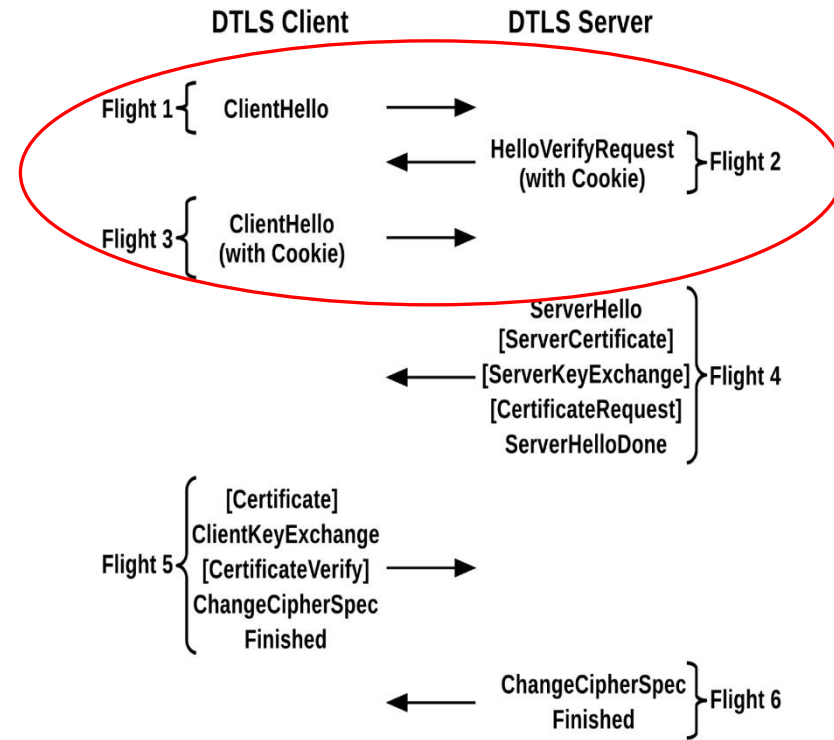 DTLS Client DTLS Server
Flight 1 ClientHello
HelloVerifyRequest
(with Cookie)
Flight 2
Flight 3
ClientHello
(with Cookie)
ServerHello
[ServerCertificate]
[ServerKeyExchange]
[CertificateRequest]
ServerHelloDone
Flight 4
Flight 5
[Certificate]
ClientKeyExchange
[CertificateVerify]
ChangeCipherSpec
Finished
ChangeCipherSpec
Finished
Flight 6